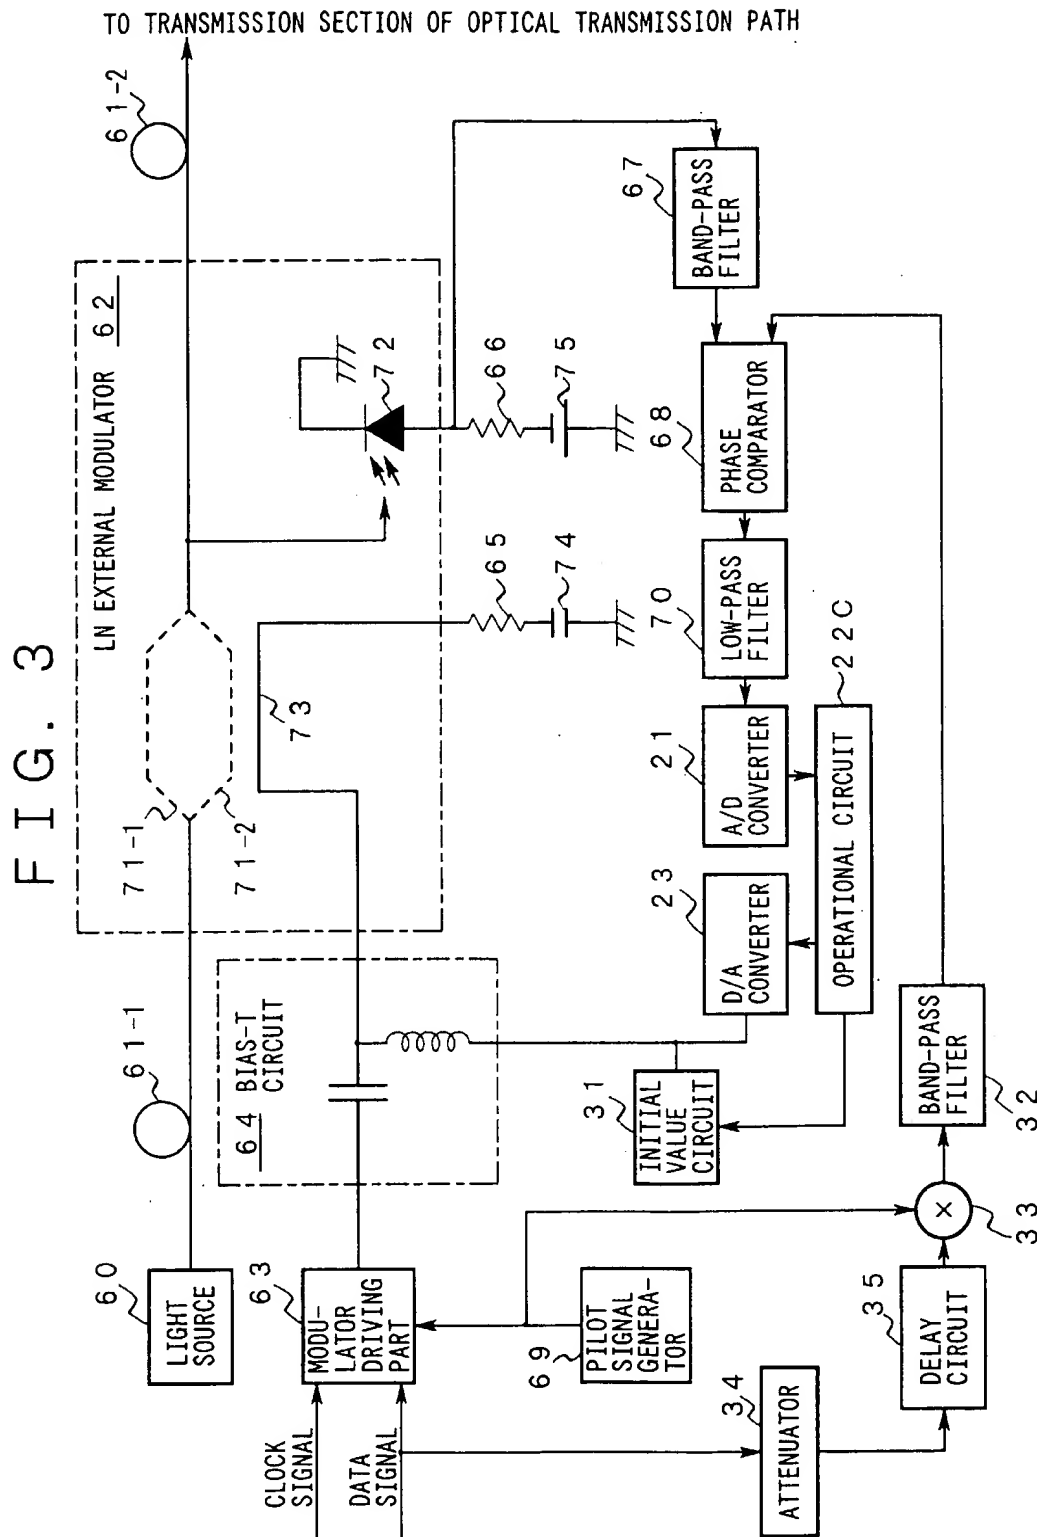 FIG. 3
TO TRANSMISSION SECTION OF OPTICAL TRANSMISSION PATH
61-2
61-1
60
LIGHT
SOURCE
LN EXTERNAL MODULATOR 62
71-1
71-2
73
72
64 BIAS-T
CIRCUIT
63
MODU-
LATOR
DRIVING
PART
CLOCK
SIGNAL
DATA
SIGNAL
65
74
66
75
67
BAND-PASS
FILTER
68
PHASE
COMPARATOR
70
LOW-PASS
FILTER
21
A/D
CONVERTER
23
D/A
CONVERTER
22C
OPERATIONAL CIRCUIT
31
INITIAL
VALUE
CIRCUIT
69
PILOT
SIGNAL
GENERA-
TOR
34
ATTENUATOR
35
DELAY
CIRCUIT
×
33
BAND-PASS
FILTER
32